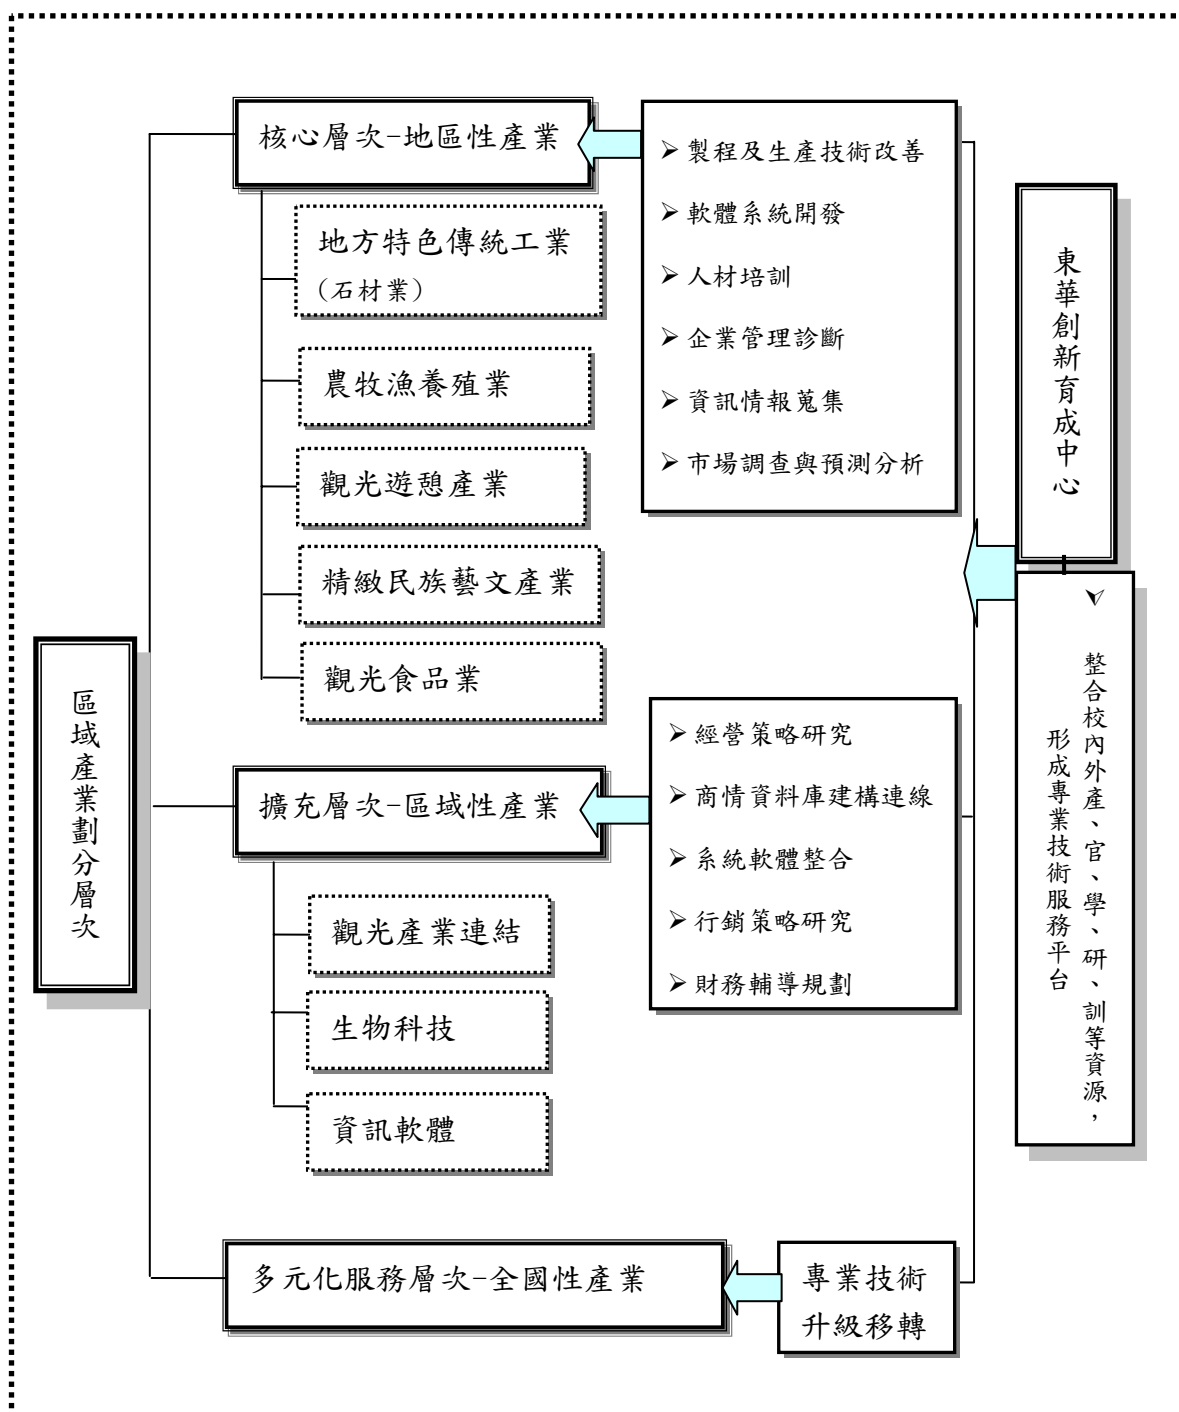 核心層次-地區性產業
地方特色傳統工業
(石材業)
農牧漁養殖業
觀光遊憩產業
精緻民族藝文產業
觀光食品業
➢製程及生產技術改善
➢軟體系統開發
➢人材培訓
➢企業管理診斷
➢資訊情報蒐集
➢市場調查與預測分析
東華創新育成中心
➢整合校內外產、官、學、研、訓等資源,
形成專業技術服務平台
區域產業劃分層次
擴充層次-區域性產業
觀光產業連結
生物科技
資訊軟體
➢經營策略研究
➢商情資料庫建構連線
➢系統軟體整合
➢行銷策略研究
➢財務輔導規劃
多元化服務層次-全國性產業
專業技術
升級移轉